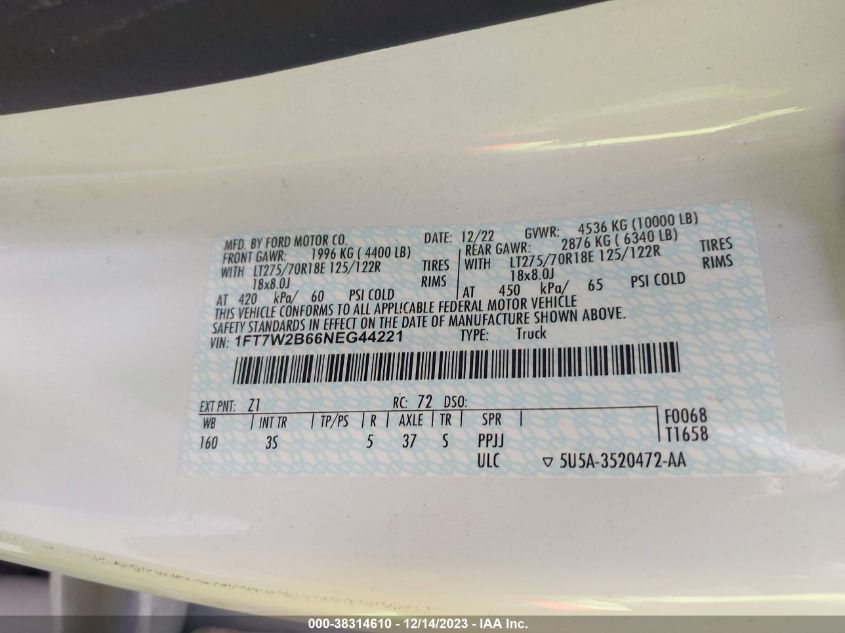 MFD. BY FORD MOTOR CO. DATE: 12/22 GVWR: 4536 KG (10000 LB)
FRONT GAWR: 1996 KG ( 4400 LB) REAR GAWR: 2876 KG ( 6340 LB)
WITH LT275/70R18E 125/122R TIRES WITH LT275/70R18E 125/122R TIRES
18x8.0J RIMS 18x8.0J RIMS
AT 420 kPa/ 60 PSI COLD AT 450 kPa/ 65 PSI COLD
THIS VEHICLE CONFORMS TO ALL APPLICABLE FEDERAL MOTOR VEHICLE
SAFETY STANDARDS IN EFFECT ON THE DATE OF MANUFACTURE SHOWN ABOVE.
VIN: 1FT7W2B66NEG44221 TYPE: Truck
EXT PNT: Z1 RC: 72 DSO:
WB INT TR TP/PS R AXLE TR SPR F0068
160 3S 5 37 S PPJJ T1658
ULC ▽ 5U5A-3520472-AA
000-38314610 - 12/14/2023 - IAA Inc.